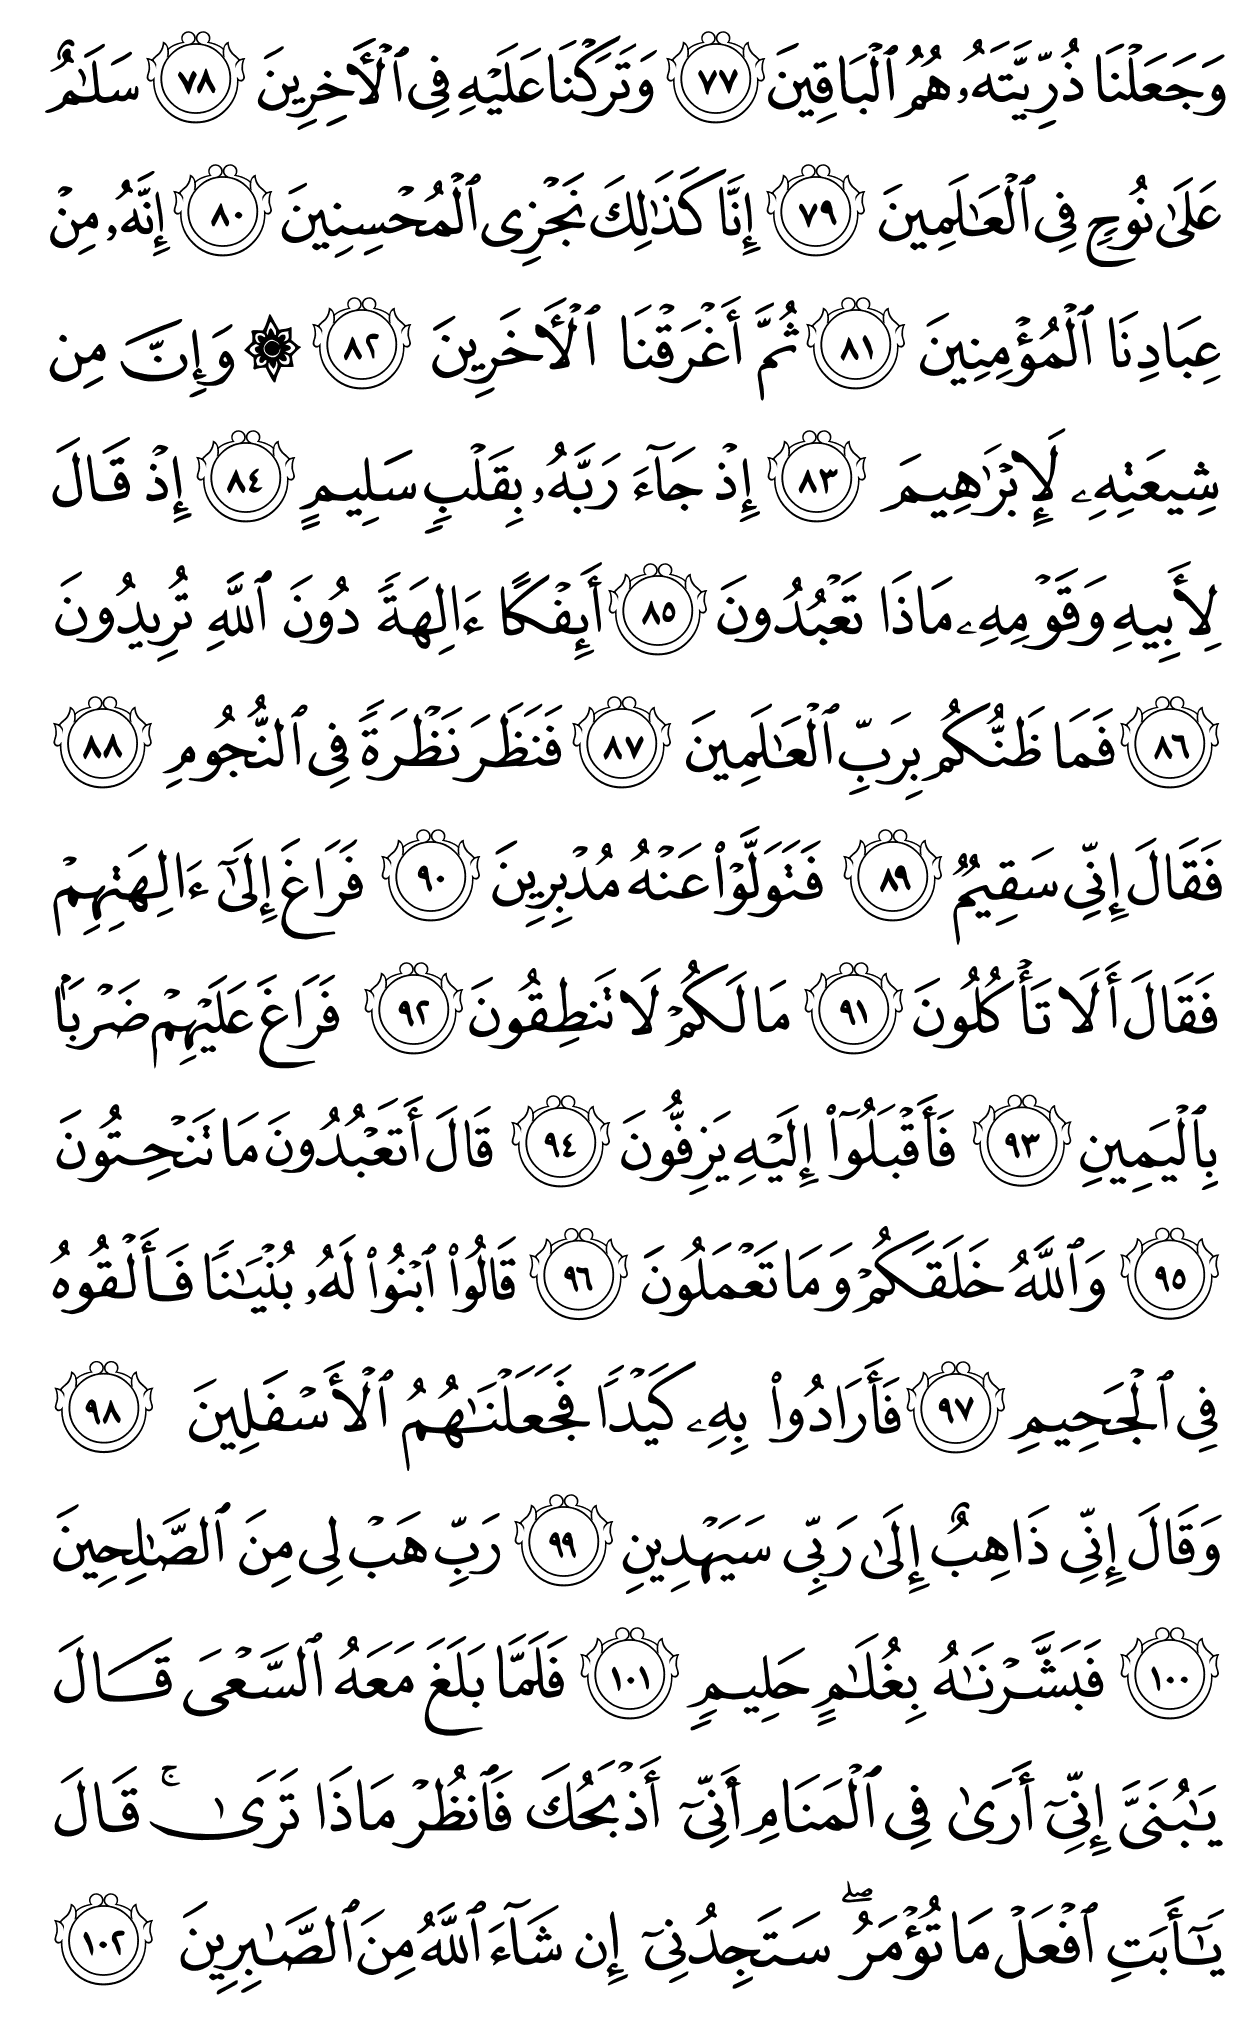 وَجَعَلْنَا ذُرِّيَّتَهُۥ هُمُ ٱلْبَاقِينَ ٧٧ وَتَرَكْنَا عَلَيْهِ فِى ٱلْأَخِرِينَ ٧٨ سَلَٰمٌ
عَلَىٰ نُوحٍ فِى ٱلْعَٰلَمِينَ ٧٩ إِنَّا كَذَٰلِكَ نَجْزِى ٱلْمُحْسِنِينَ ٨٠ إِنَّهُۥ مِنْ
عِبَادِنَا ٱلْمُؤْمِنِينَ ٨١ ثُمَّ أَغْرَقْنَا ٱلْأَخَرِينَ ٨٢ ۞ وَإِنَّ مِن
شِيعَتِهِۦ لَإِبْرَٰهِيمَ ٨٣ إِذْ جَآءَ رَبَّهُۥ بِقَلْبٍ سَلِيمٍ ٨٤ إِذْ قَالَ
لِأَبِيهِ وَقَوْمِهِۦ مَاذَا تَعْبُدُونَ ٨٥ أَئِفْكًا ءَالِهَةً دُونَ ٱللَّهِ تُرِيدُونَ
٨٦ فَمَا ظَنُّكُم بِرَبِّ ٱلْعَٰلَمِينَ ٨٧ فَنَظَرَ نَظْرَةً فِى ٱلنُّجُومِ ٨٨
فَقَالَ إِنِّى سَقِيمٌ ٨٩ فَتَوَلَّوْا۟ عَنْهُ مُدْبِرِينَ ٩٠ فَرَاغَ إِلَىٰٓ ءَالِهَتِهِمْ
فَقَالَ أَلَا تَأْكُلُونَ ٩١ مَا لَكُمْ لَا تَنطِقُونَ ٩٢ فَرَاغَ عَلَيْهِمْ ضَرْبًۢا
بِٱلْيَمِينِ ٩٣ فَأَقْبَلُوٓا۟ إِلَيْهِ يَزِفُّونَ ٩٤ قَالَ أَتَعْبُدُونَ مَا تَنْحِتُونَ
٩٥ وَٱللَّهُ خَلَقَكُمْ وَمَا تَعْمَلُونَ ٩٦ قَالُوا۟ ٱبْنُوا۟ لَهُۥ بُنْيَٰنًا فَأَلْقُوهُ
فِى ٱلْجَحِيمِ ٩٧ فَأَرَادُوا۟ بِهِۦ كَيْدًا فَجَعَلْنَٰهُمُ ٱلْأَسْفَلِينَ ٩٨
وَقَالَ إِنِّى ذَاهِبٌ إِلَىٰ رَبِّى سَيَهْدِينِ ٩٩ رَبِّ هَبْ لِى مِنَ ٱلصَّٰلِحِينَ
١٠٠ فَبَشَّرْنَٰهُ بِغُلَٰمٍ حَلِيمٍ ١٠١ فَلَمَّا بَلَغَ مَعَهُ ٱلسَّعْىَ قَالَ
يَٰبُنَىَّ إِنِّىٓ أَرَىٰ فِى ٱلْمَنَامِ أَنِّىٓ أَذْبَحُكَ فَٱنظُرْ مَاذَا تَرَىٰ ۚ قَالَ
يَٰٓأَبَتِ ٱفْعَلْ مَا تُؤْمَرُ ۖ سَتَجِدُنِىٓ إِن شَآءَ ٱللَّهُ مِنَ ٱلصَّٰبِرِينَ ١٠٢